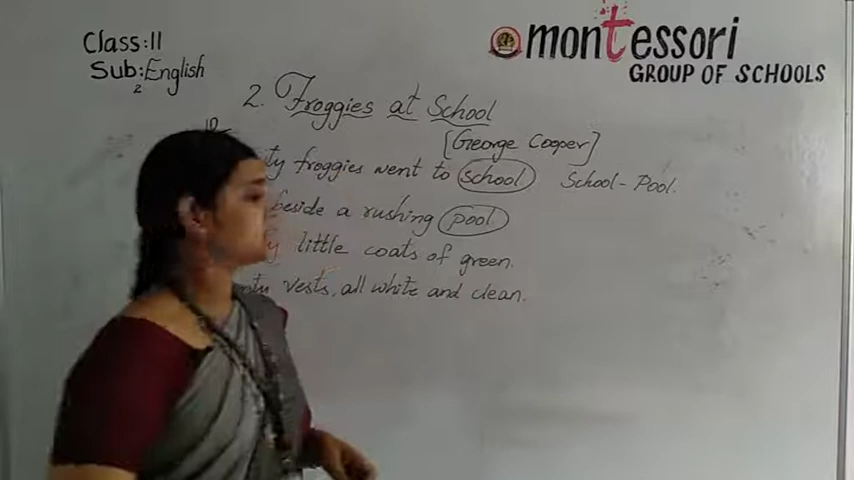 Class:II
Sub:English
2
montessori
GROUP OF SCHOOLS
2. Froggies at School
[George Cooper]
froggies went to school School - Pool.
beside a rushing pool.
little coats of green.
vests, all white and clean.